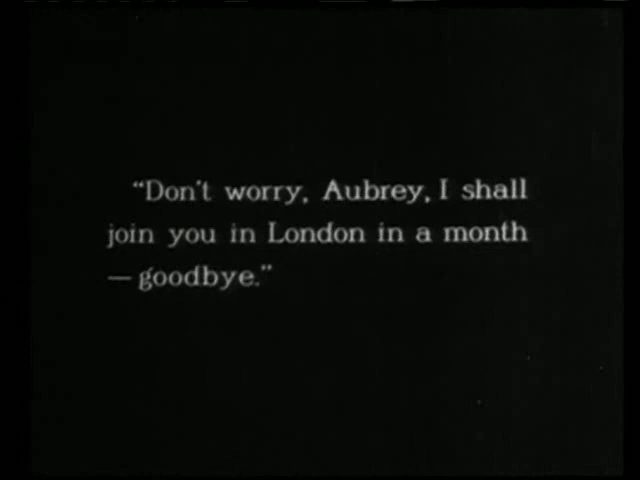 “Don't worry, Aubrey, I shall
join you in London in a month
— goodbye.”